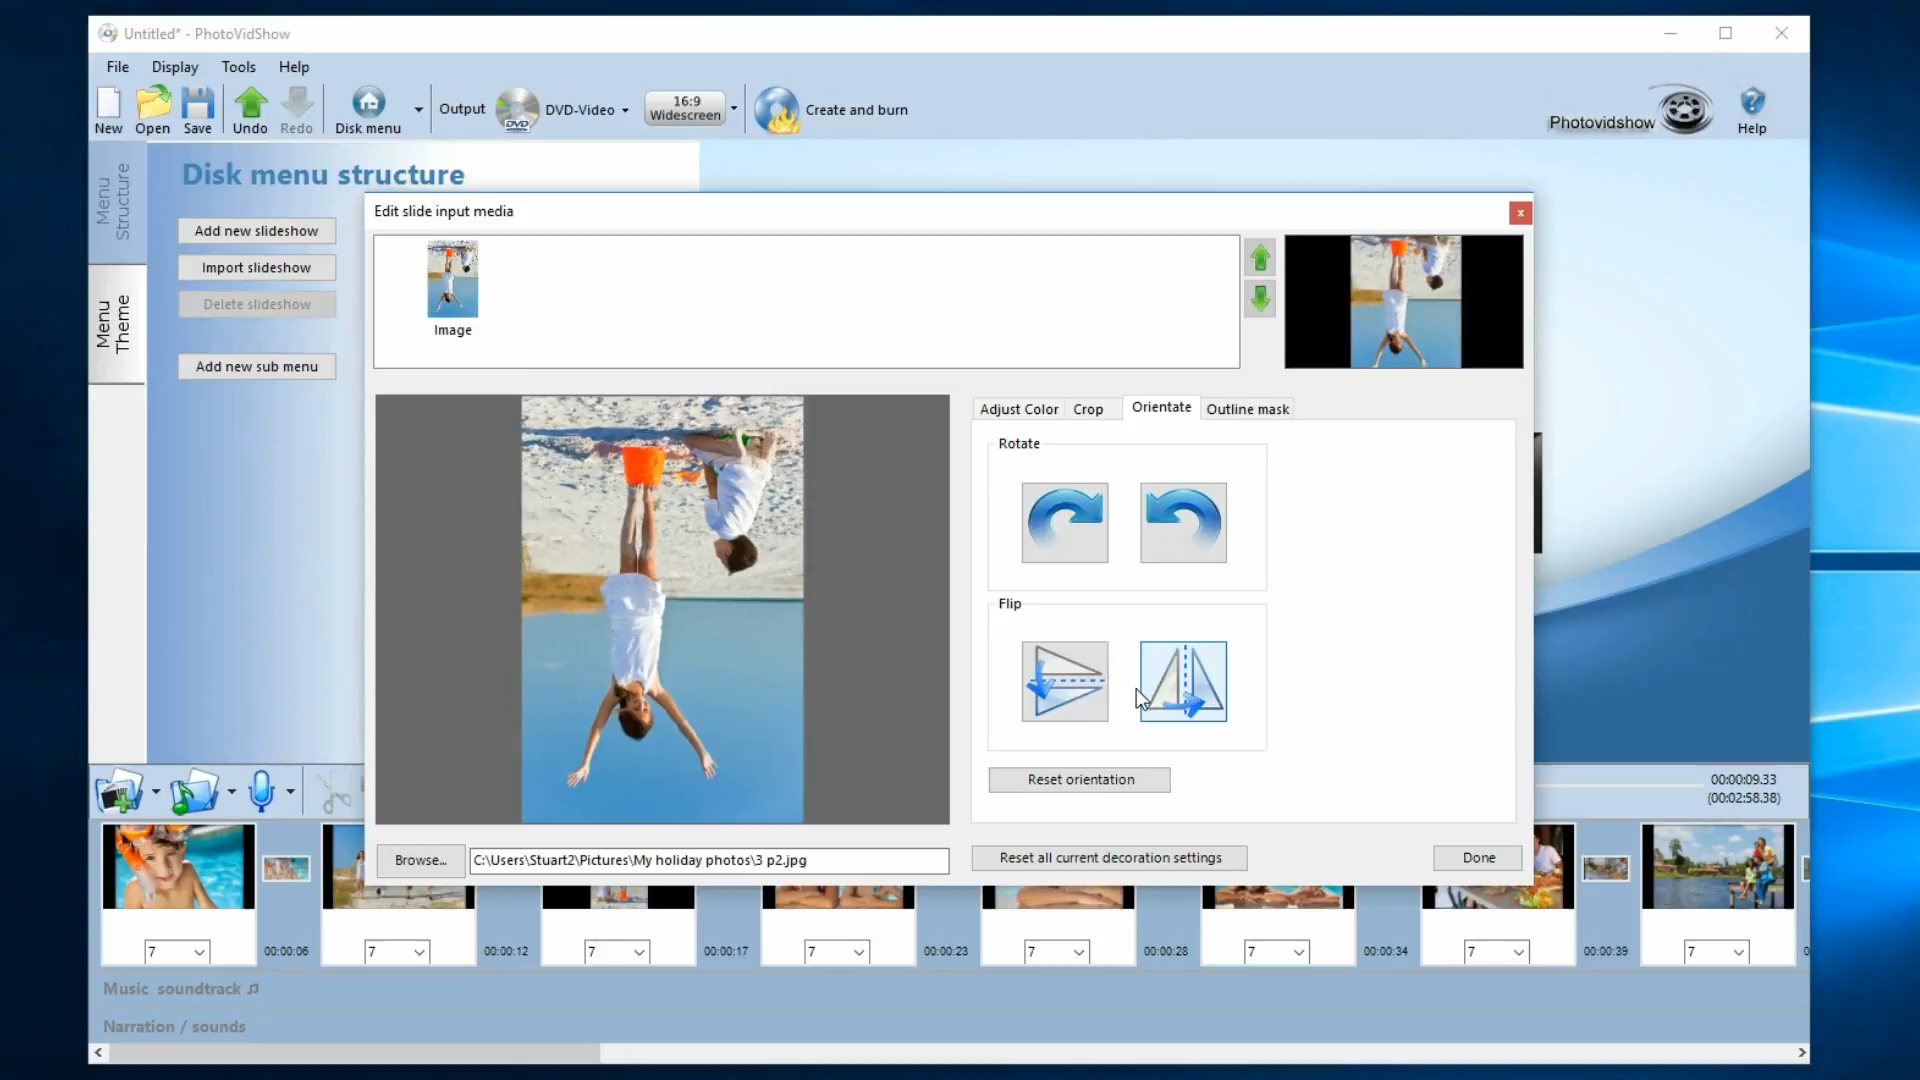 Untitled* - PhotoVidShow
File Display Tools Help
New Open Save Undo Redo Disk menu Output DVD-Video 16:9 Widescreen Create and burn Photovidshow Help
Menu Structure
Menu Theme
Disk menu structure
Add new slideshow
Import slideshow
Delete slideshow
Add new sub menu
Edit slide input media
x
Image
Adjust Color Crop Orientate Outline mask
Rotate
Flip
Reset orientation
Browse... C:\Users\Stuart2\Pictures\My holiday photos\3 p2.jpg Reset all current decoration settings Done
00:00:09.33
(00:02:58.38)
7 00:00:06 7 00:00:12 7 00:00:17 7 00:00:23 7 00:00:28 7 00:00:34 7 00:00:39 7
Music soundtrack
Narration / sounds